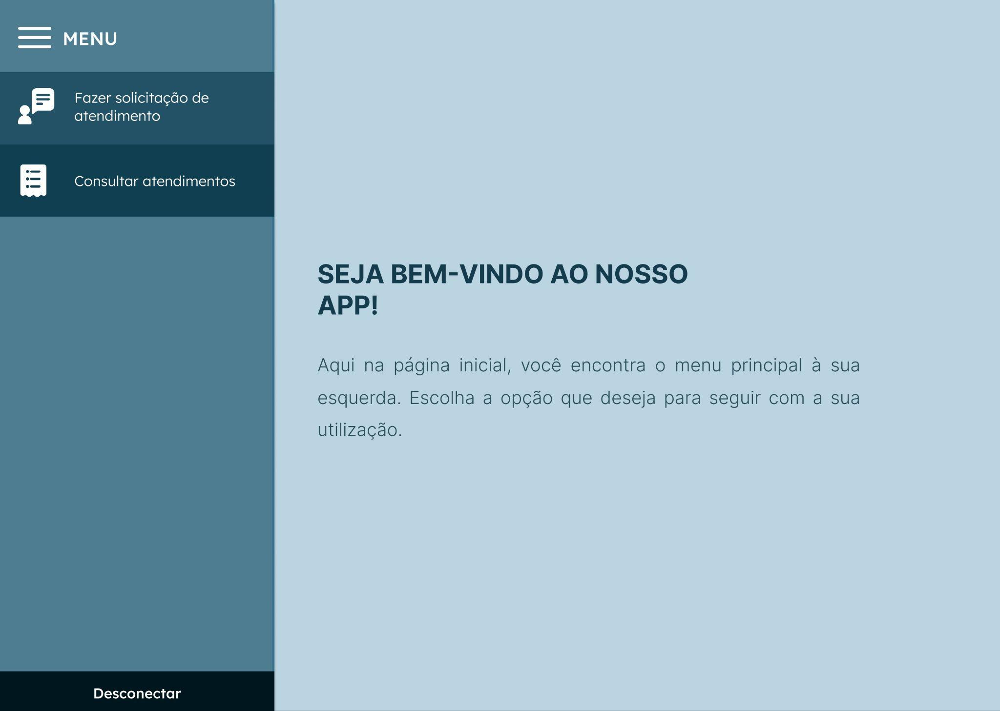 MENU
Fazer solicitação de
atendimento
Consultar atendimentos
SEJA BEM-VINDO AO NOSSO
APP!
Aqui na página inicial, você encontra o menu principal à sua
esquerda. Escolha a opção que deseja para seguir com a sua
utilização.
Desconectar